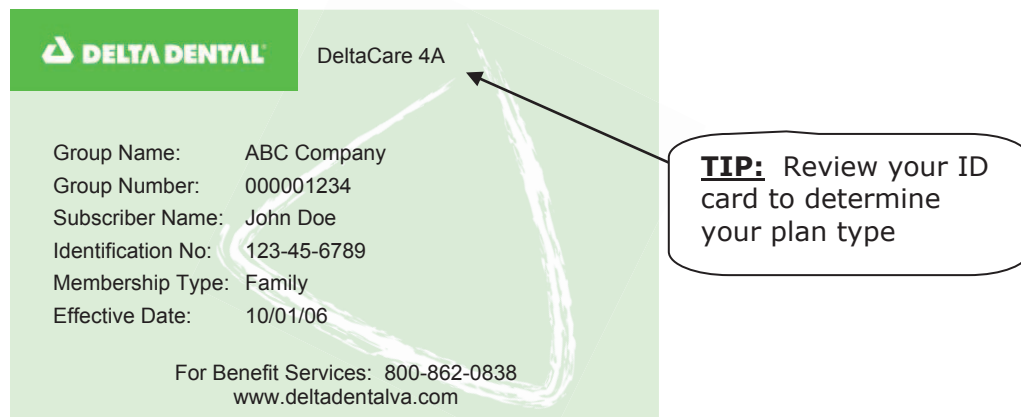 DELTA DENTAL DeltaCare 4A
Group Name: ABC Company
Group Number: 000001234
Subscriber Name: John Doe
Identification No: 123-45-6789
Membership Type: Family
Effective Date: 10/01/06
For Benefit Services: 800-862-0838
www.deltadentalva.com
TIP: Review your ID
card to determine
your plan type